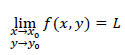 lim f(x, y) = L
x→x₀
y→y₀